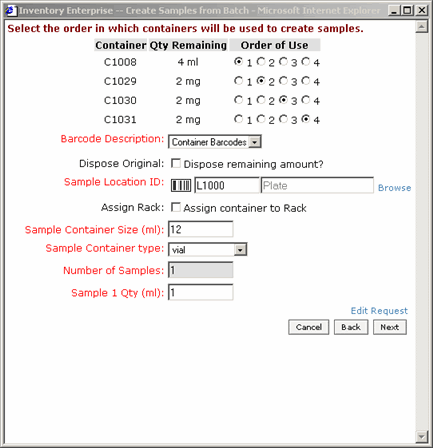 Inventory Enterprise -- Create Samples from Batch - Microsoft Internet Explorer
Select the order in which containers will be used to create samples.
Container Qty Remaining Order of Use
C1008 4 ml 1 2 3 4
C1029 2 mg 1 2 3 4
C1030 2 mg 1 2 3 4
C1031 2 mg 1 2 3 4
Barcode Description: Container Barcodes
Dispose Original: Dispose remaining amount?
Sample Location ID: L1000 Plate Browse
Assign Rack: Assign container to Rack
Sample Container Size (ml): 12
Sample Container type: vial
Number of Samples: 1
Sample 1 Qty (ml): 1
Edit Request
Cancel Back Next